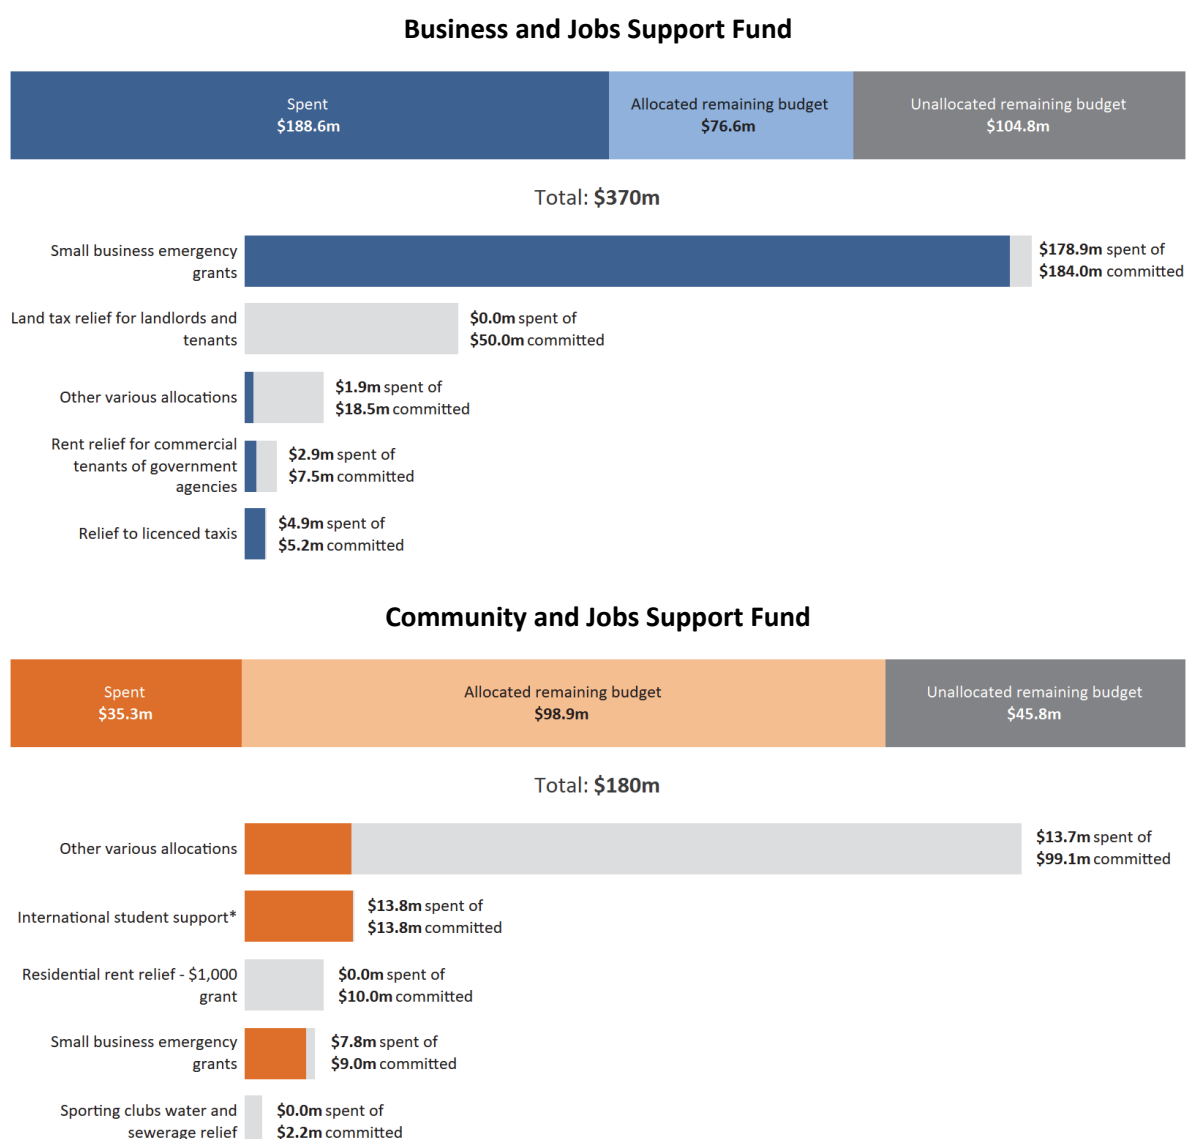 Business and Jobs Support Fund
Spent
$188.6m
Allocated remaining budget
$76.6m
Unallocated remaining budget
$104.8m
Total: $370m
Small business emergency
grants
$178.9m spent of
$184.0m committed
Land tax relief for landlords and
tenants
$0.0m spent of
$50.0m committed
Other various allocations
$1.9m spent of
$18.5m committed
Rent relief for commercial
tenants of government
agencies
$2.9m spent of
$7.5m committed
Relief to licenced taxis
$4.9m spent of
$5.2m committed
Community and Jobs Support Fund
Spent
$35.3m
Allocated remaining budget
$98.9m
Unallocated remaining budget
$45.8m
Total: $180m
Other various allocations
$13.7m spent of
$99.1m committed
International student support*
$13.8m spent of
$13.8m committed
Residential rent relief - $1,000
grant
$0.0m spent of
$10.0m committed
Small business emergency
grants
$7.8m spent of
$9.0m committed
Sporting clubs water and
sewerage relief
$0.0m spent of
$2.2m committed